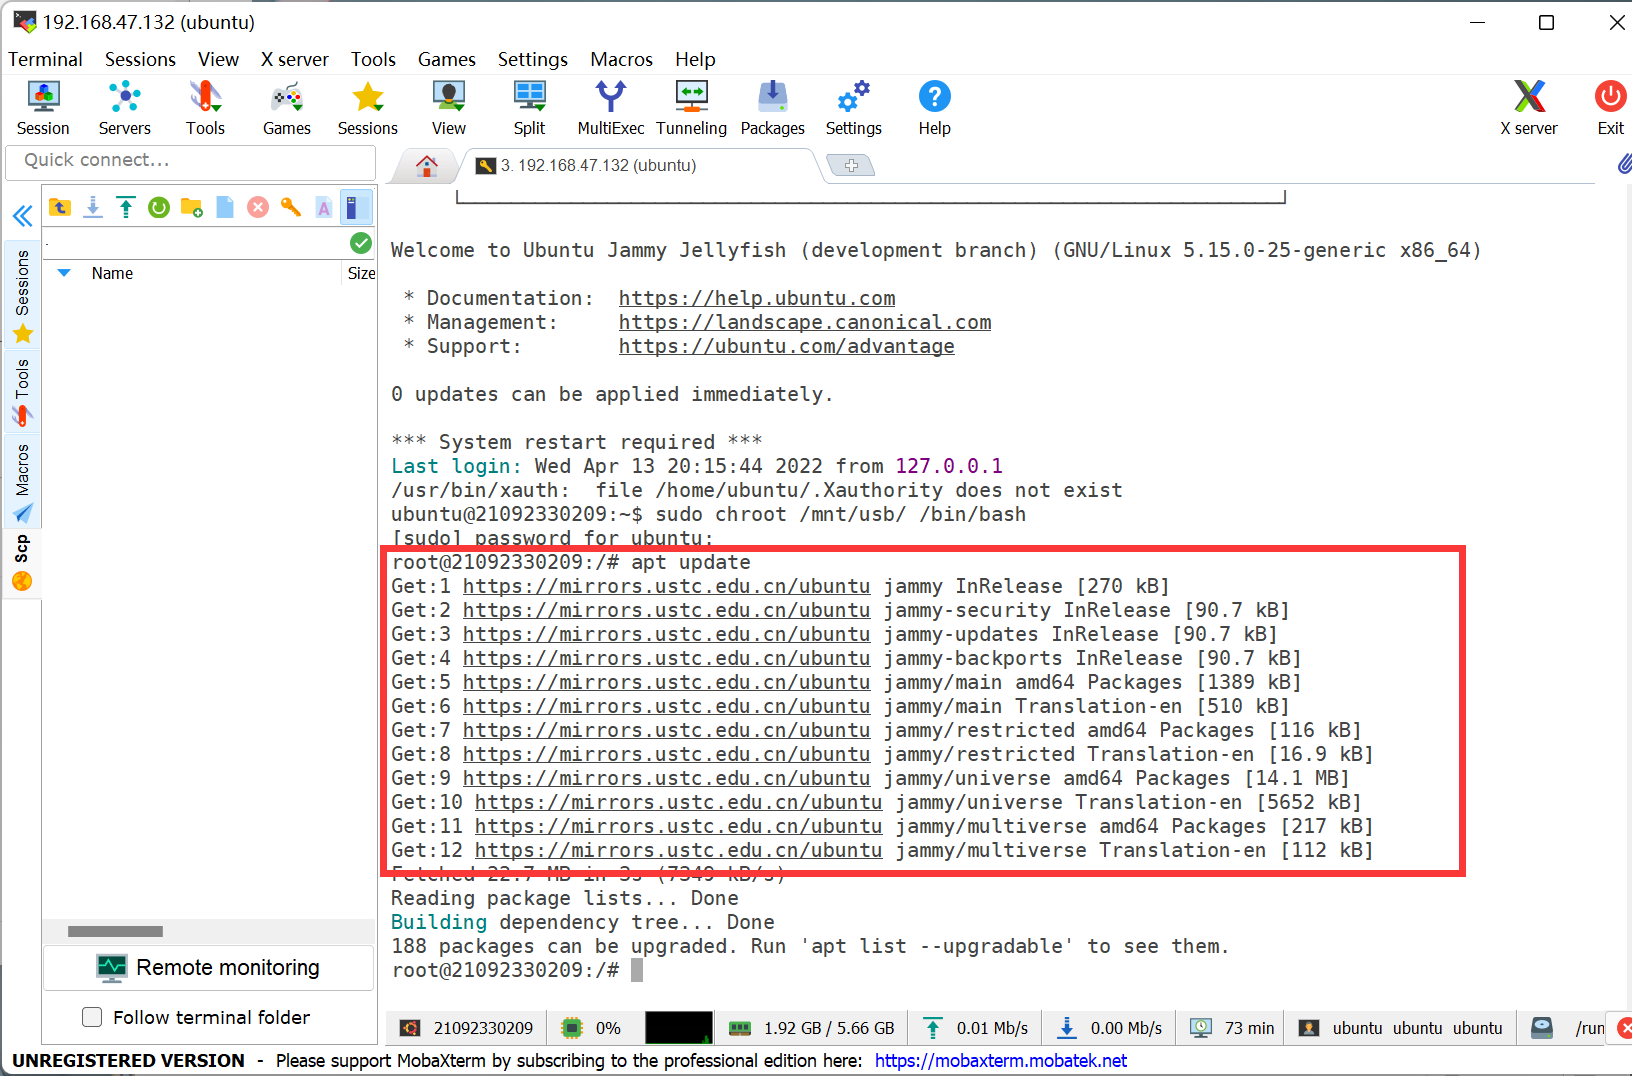 192.168.47.132 (ubuntu)
Terminal Sessions View X server Tools Games Settings Macros Help
Session Servers Tools Games Sessions View Split MultiExec Tunneling Packages Settings Help X server Exit
Quick connect...
3. 192.168.47.132 (ubuntu)
Name Size
Sessions
Tools
Macros
Scp
Welcome to Ubuntu Jammy Jellyfish (development branch) (GNU/Linux 5.15.0-25-generic x86_64)
* Documentation: https://help.ubuntu.com
* Management: https://landscape.canonical.com
* Support: https://ubuntu.com/advantage
0 updates can be applied immediately.
*** System restart required ***
Last login: Wed Apr 13 20:15:44 2022 from 127.0.0.1
/usr/bin/xauth: file /home/ubuntu/.Xauthority does not exist
ubuntu@21092330209:~$ sudo chroot /mnt/usb/ /bin/bash
[sudo] password for ubuntu:
root@21092330209:/# apt update
Get:1 https://mirrors.ustc.edu.cn/ubuntu jammy InRelease [270 kB]
Get:2 https://mirrors.ustc.edu.cn/ubuntu jammy-security InRelease [90.7 kB]
Get:3 https://mirrors.ustc.edu.cn/ubuntu jammy-updates InRelease [90.7 kB]
Get:4 https://mirrors.ustc.edu.cn/ubuntu jammy-backports InRelease [90.7 kB]
Get:5 https://mirrors.ustc.edu.cn/ubuntu jammy/main amd64 Packages [1389 kB]
Get:6 https://mirrors.ustc.edu.cn/ubuntu jammy/main Translation-en [510 kB]
Get:7 https://mirrors.ustc.edu.cn/ubuntu jammy/restricted amd64 Packages [116 kB]
Get:8 https://mirrors.ustc.edu.cn/ubuntu jammy/restricted Translation-en [16.9 kB]
Get:9 https://mirrors.ustc.edu.cn/ubuntu jammy/universe amd64 Packages [14.1 MB]
Get:10 https://mirrors.ustc.edu.cn/ubuntu jammy/universe Translation-en [5652 kB]
Get:11 https://mirrors.ustc.edu.cn/ubuntu jammy/multiverse amd64 Packages [217 kB]
Get:12 https://mirrors.ustc.edu.cn/ubuntu jammy/multiverse Translation-en [112 kB]
Fetched 22.7 MB in 3s (7349 kB/s)
Reading package lists... Done
Building dependency tree... Done
188 packages can be upgraded. Run 'apt list --upgradable' to see them.
root@21092330209:/#
Remote monitoring
Follow terminal folder
21092330209 0% 1.92 GB / 5.66 GB 0.01 Mb/s 0.00 Mb/s 73 min ubuntu ubuntu ubuntu /run
UNREGISTERED VERSION - Please support MobaXterm by subscribing to the professional edition here: https://mobaxterm.mobatek.net